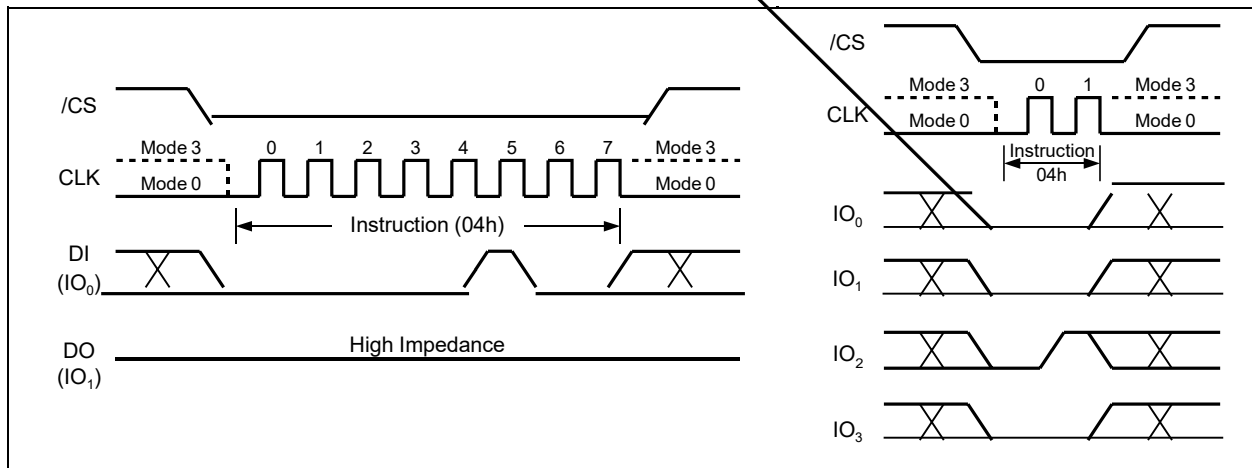 /CS
Mode 3 0 1 2 3 4 5 6 7 Mode 3
CLK
Mode 0 Mode 0
Instruction (04h)
DI
(IO0)
DO
(IO1)
High Impedance
/CS
Mode 3 0 1 Mode 3
CLK
Mode 0 Mode 0
Instruction
04h
IO0
IO1
IO2
IO3